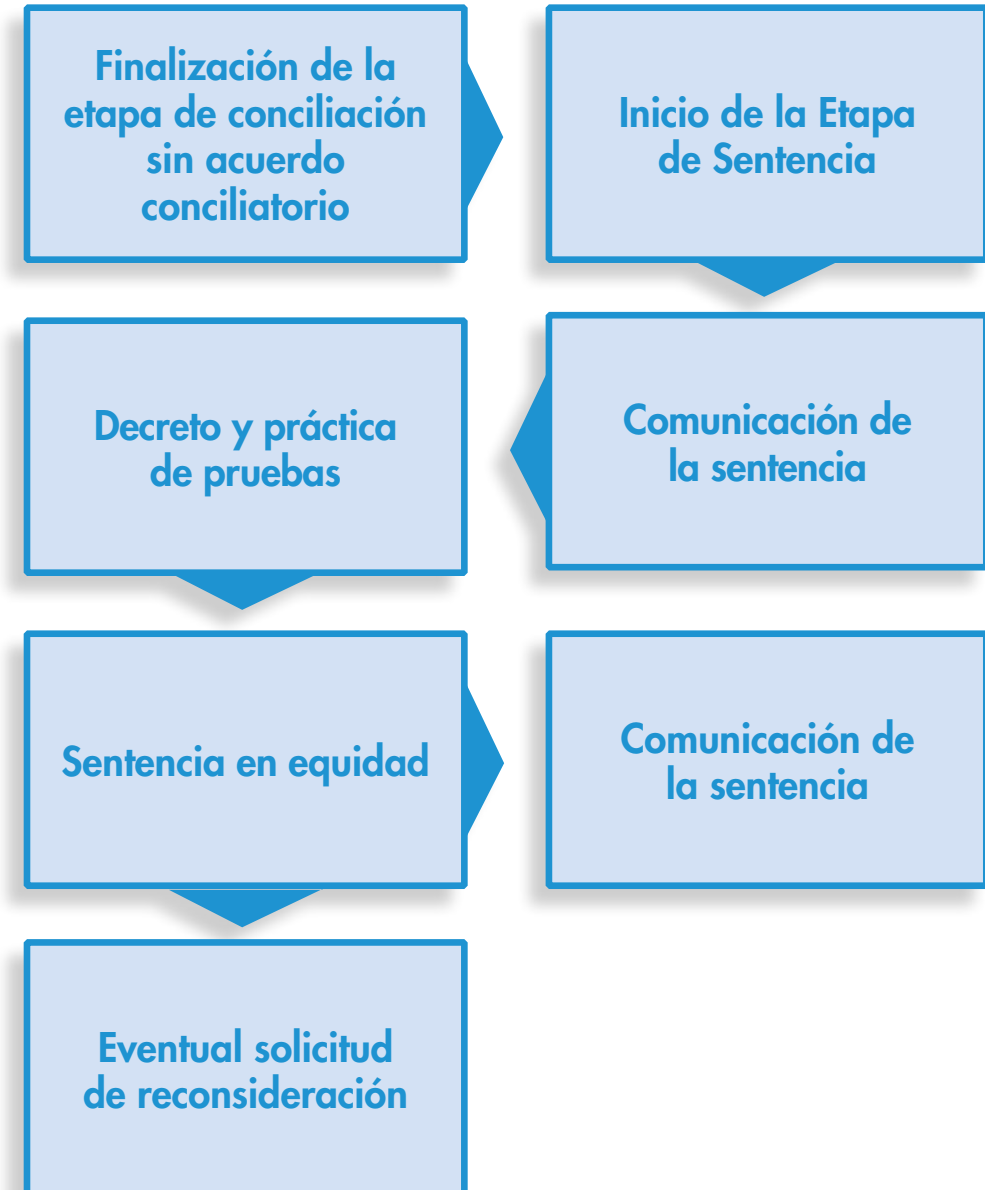 Finalización de la
etapa de conciliación
sin acuerdo
conciliatorio
Inicio de la Etapa
de Sentencia
Comunicación de
la sentencia
Decreto y práctica
de pruebas
Sentencia en equidad
Comunicación de
la sentencia
Eventual solicitud
de reconsideración